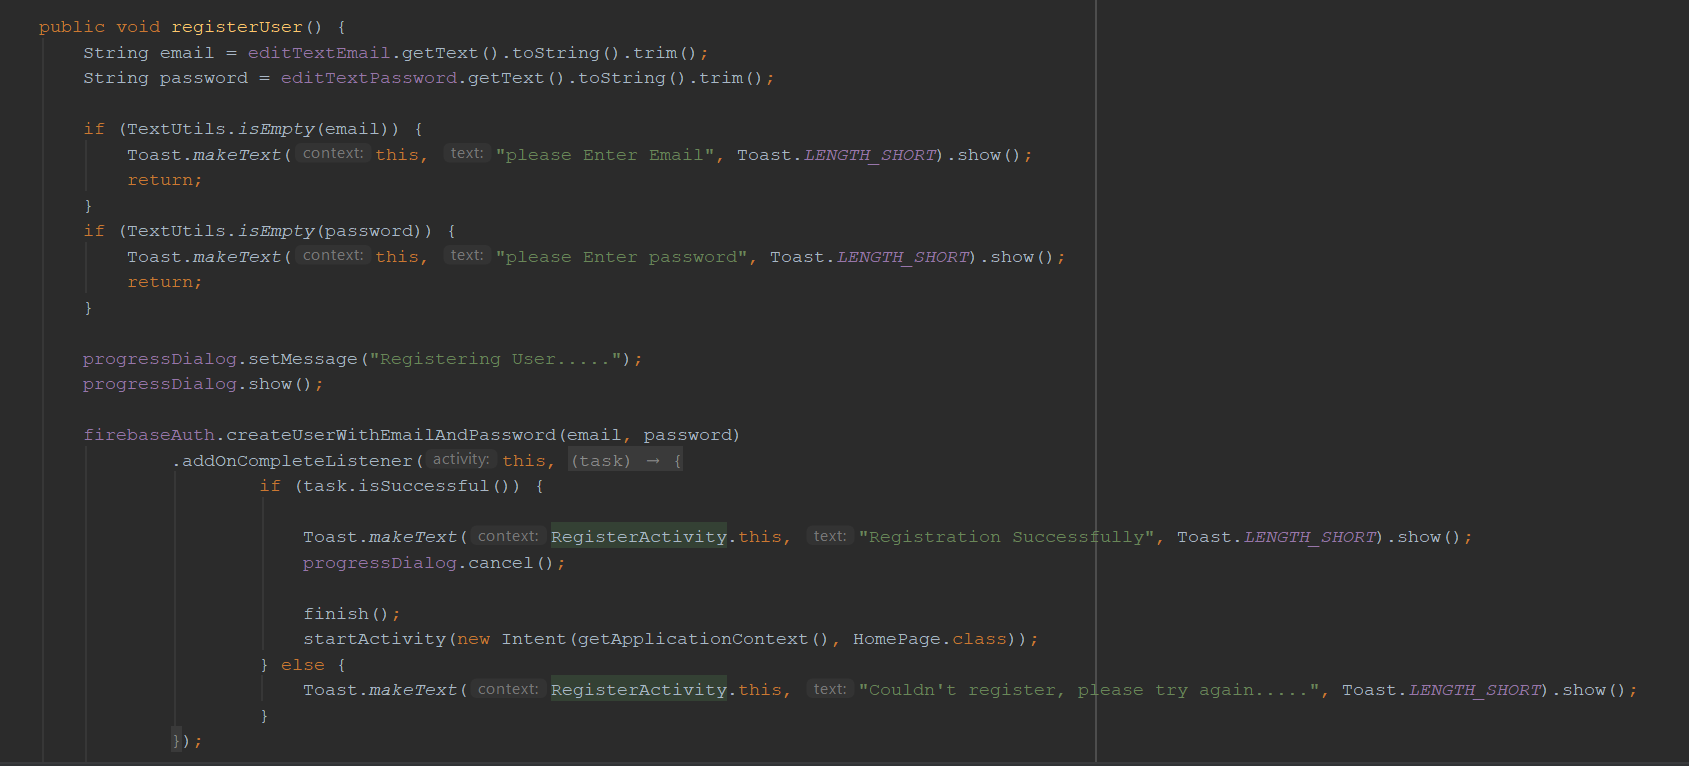 public void registerUser() {
String email = editTextEmail.getText().toString().trim();
String password = editTextPassword.getText().toString().trim();
if (TextUtils.isEmpty(email)) {
Toast.makeText( context: this, text: "please Enter Email", Toast.LENGTH_SHORT).show();
return;
}
if (TextUtils.isEmpty(password)) {
Toast.makeText( context: this, text: "please Enter password", Toast.LENGTH_SHORT).show();
return;
}
progressDialog.setMessage("Registering User.....");
progressDialog.show();
firebaseAuth.createUserWithEmailAndPassword(email, password)
.addOnCompleteListener( activity: this, (task) → {
if (task.isSuccessful()) {
Toast.makeText( context: RegisterActivity.this, text: "Registration Successfully", Toast.LENGTH_SHORT).show();
progressDialog.cancel();
finish();
startActivity(new Intent(getApplicationContext(), HomePage.class));
} else {
Toast.makeText( context: RegisterActivity.this, text: "Couldn't register, please try again.....", Toast.LENGTH_SHORT).show();
}
});